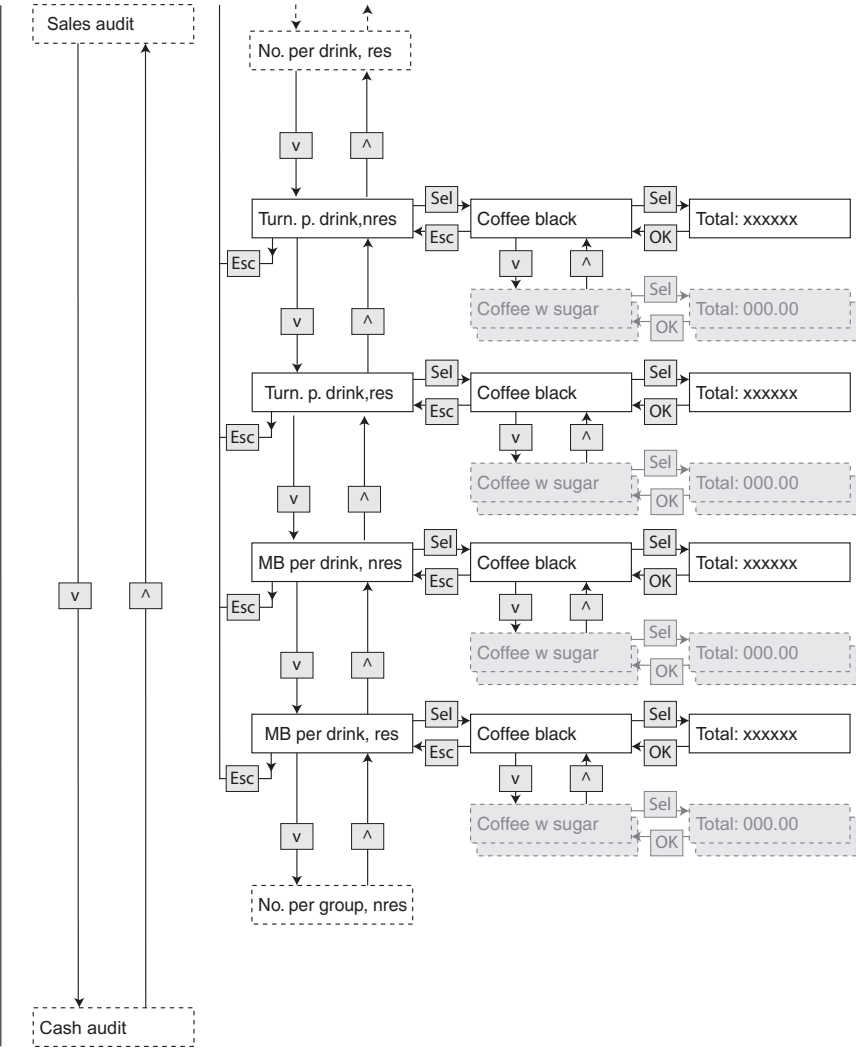 Sales audit
No. per drink, res
v ^
Turn. p. drink,nres Sel Coffee black Sel Total: xxxxxx
Esc OK
Esc v ^
Coffee w sugar Sel Total: 000.00
OK
v ^
Turn. p. drink,res Sel Coffee black Sel Total: xxxxxx
Esc OK
Esc v ^
Coffee w sugar Sel Total: 000.00
OK
v ^
MB per drink, nres Sel Coffee black Sel Total: xxxxxx
Esc OK
v ^ Esc v ^
Coffee w sugar Sel Total: 000.00
OK
v ^
MB per drink, res Sel Coffee black Sel Total: xxxxxx
Esc OK
Esc v ^
Coffee w sugar Sel Total: 000.00
OK
v ^
No. per group, nres
Cash audit